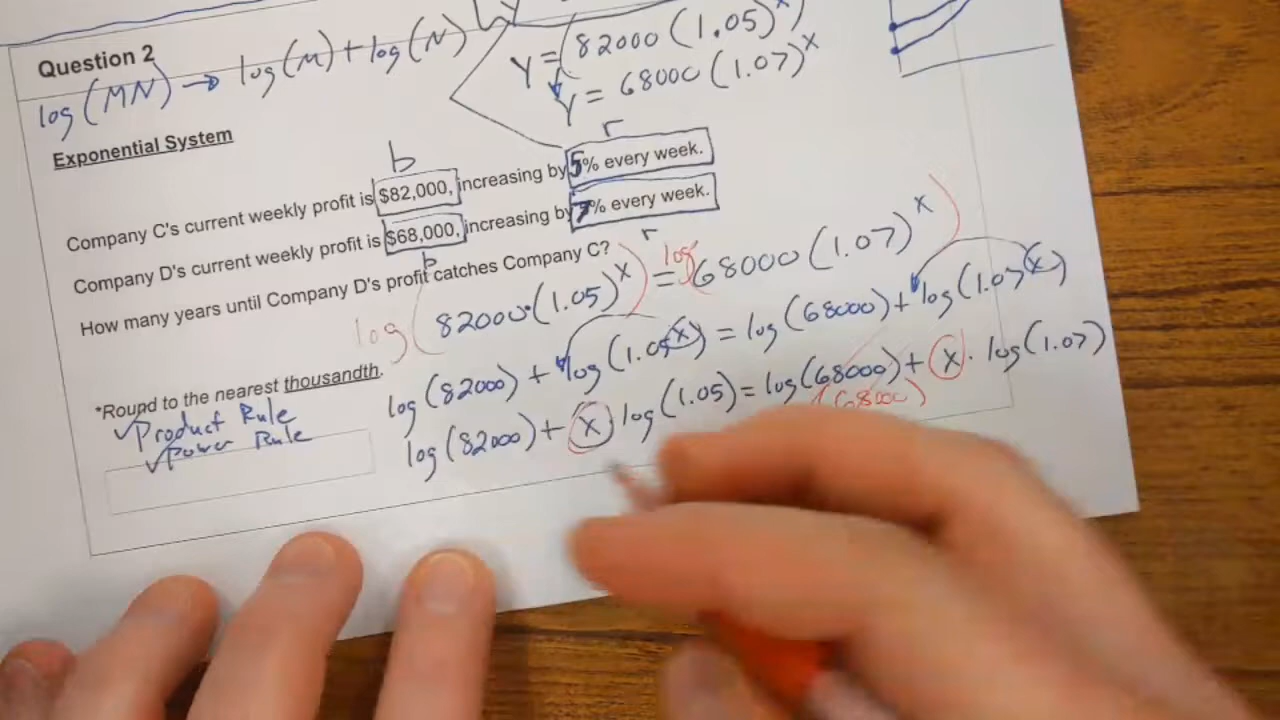 Question 2
log(MN) → log(M) + log(N)
Y = (82000(1.05)^x)
Y = 68000(1.07)^x
Exponential System
b
r
Company C's current weekly profit is $82,000, increasing by 5% every week.
Company D's current weekly profit is $68,000, increasing by 7% every week.
b
r
How many years until Company D's profit catches Company C?
log(82000·(1.05)^x) = log(68000(1.07)^x)
log(82000) + log(1.05^x) = log(68000) + log(1.07^x)
*Round to the nearest thousandth.
log(82000) + x log(1.05) = log(68000) + x · log(1.07)
(68000)
✓Product Rule
✓Power Rule